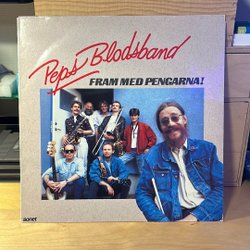 Peps Blodsband
FRAM MED PENGARNA!
sonet